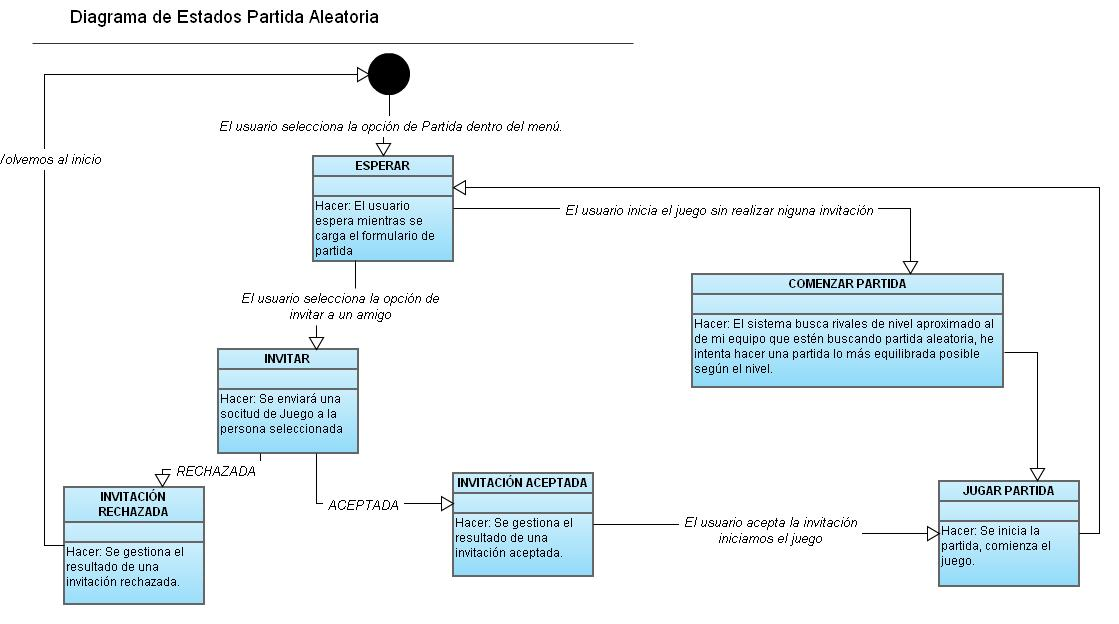 Diagrama de Estados Partida Aleatoria
El usuario selecciona la opción de Partida dentro del menú.
/olvemos al inicio
ESPERAR
Hacer: El usuario
espera mientras se
carga el formulario de
partida
El usuario inicia el juego sin realizar niguna invitación
COMENZAR PARTIDA
Hacer: El sistema busca rivales de nivel aproximado al
de mi equipo que estén buscando partida aleatoria, he
intenta hacer una partida lo más equilibrada posible
según el nivel.
El usuario selecciona la opción de
invitar a un amigo
INVITAR
Hacer: Se enviará una
socitud de Juego a la
persona seleccionada
RECHAZADA
ACEPTADA
INVITACIÓN
RECHAZADA
Hacer: Se gestiona el
resultado de una
invitación rechazada.
INVITACIÓN ACEPTADA
Hacer: Se gestiona el
resultado de una
invitación aceptada.
El usuario acepta la invitación
iniciamos el juego
JUGAR PARTIDA
Hacer: Se inicia la
partida, comienza el
juego.